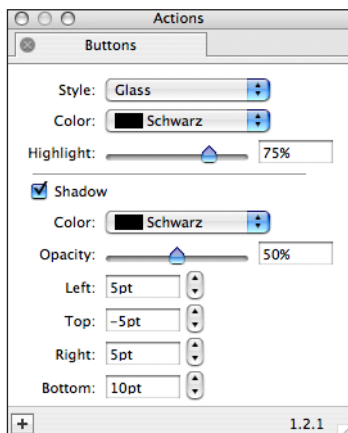 Actions
Buttons
Style: Glass
Color: Schwarz
Highlight: 75%
Shadow
Color: Schwarz
Opacity: 50%
Left: 5pt
Top: -5pt
Right: 5pt
Bottom: 10pt
1.2.1